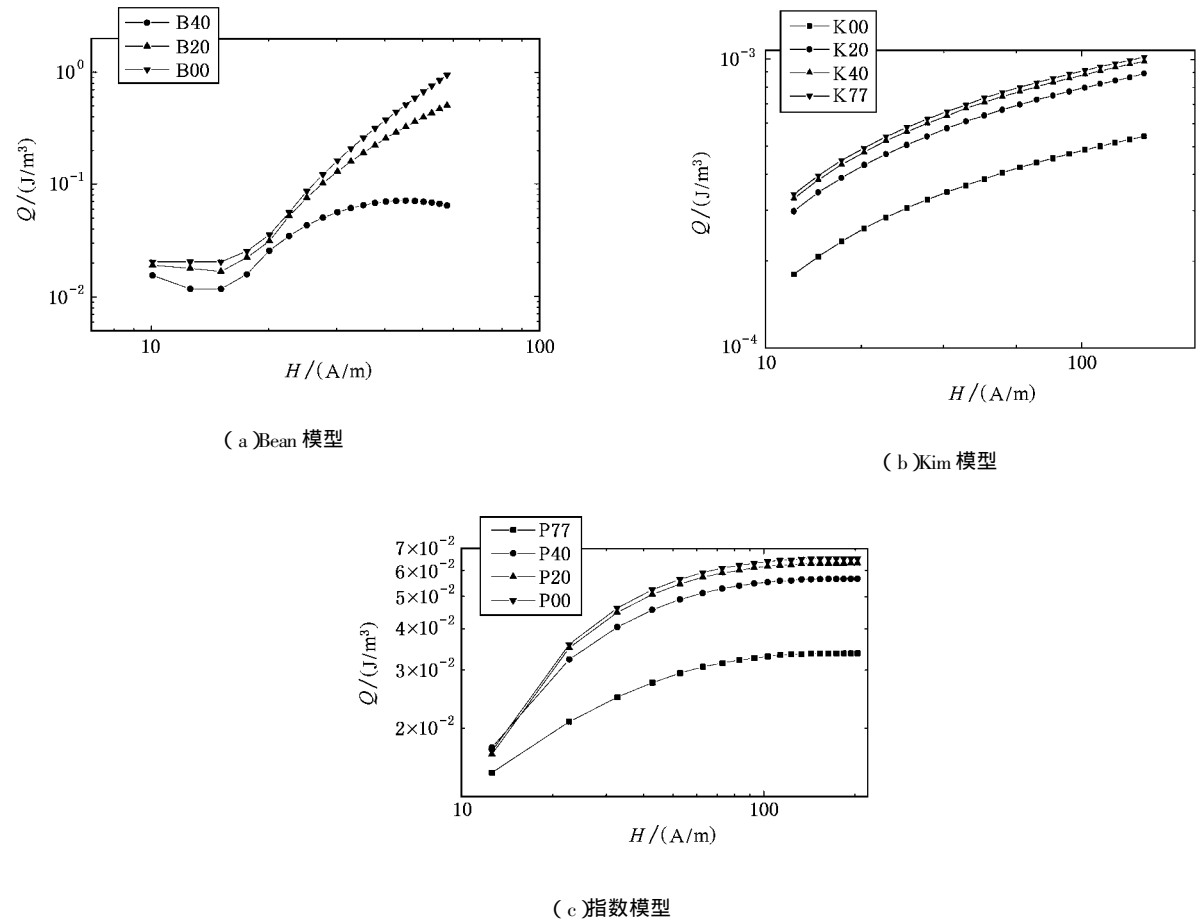 B40
B20
B00
10⁰
10⁻¹
10⁻²
Q/(J/m³)
10
100
H/(A/m)
(a)Bean 模型
K00
K20
K40
K77
10⁻³
10⁻⁴
Q/(J/m³)
10
100
H/(A/m)
(b)Kim 模型
P77
P40
P20
P00
7×10⁻²
6×10⁻²
5×10⁻²
4×10⁻²
3×10⁻²
2×10⁻²
Q/(J/m³)
10
100
H/(A/m)
(c)指数模型